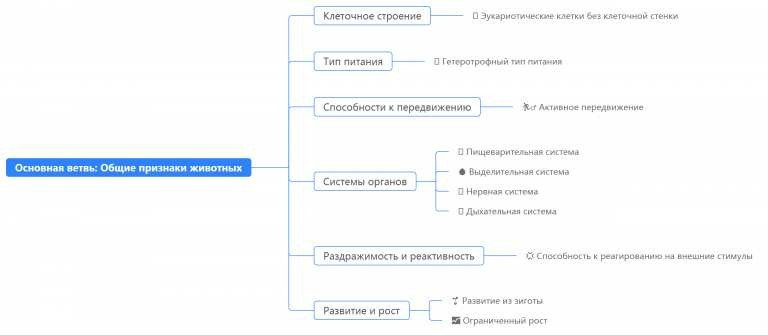 Клеточное строение
Эукариотические клетки без клеточной стенки
Тип питания
Гетеротрофный тип питания
Способности к передвижению
Активное передвижение
Основная ветвь: Общие признаки животных
Системы органов
Пищеварительная система
Выделительная система
Нервная система
Дыхательная система
Раздражимость и реактивность
Способность к реагированию на внешние стимулы
Развитие и рост
Развитие из зиготы
Ограниченный рост